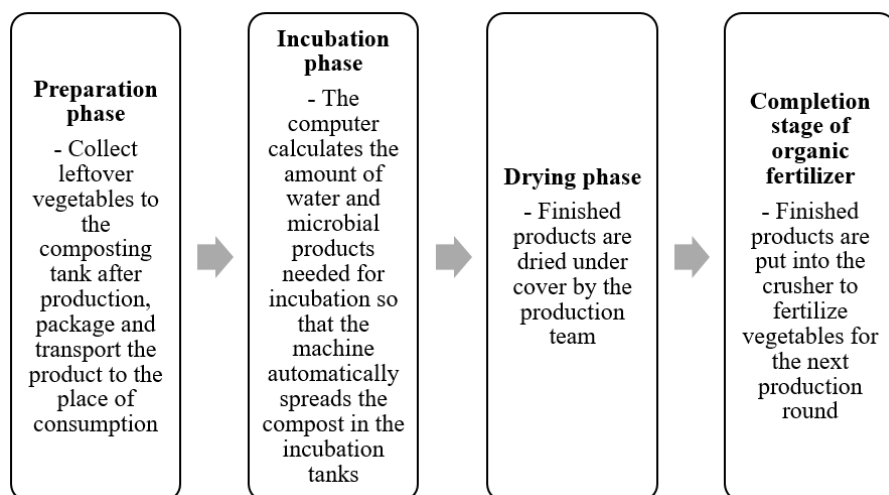 Preparation
phase
- Collect
leftover
vegetables to
the
composting
tank after
production,
package and
transport the
product to the
place of
consumption
Incubation
phase
- The
computer
calculates the
amount of
water and
microbial
products
needed for
incubation so
that the
machine
automatically
spreads the
compost in the
incubation
tanks
Drying phase
- Finished
products are
dried under
cover by the
production
team
Completion
stage of
organic
fertilizer
- Finished
products are
put into the
crusher to
fertilize
vegetables for
the next
production
round